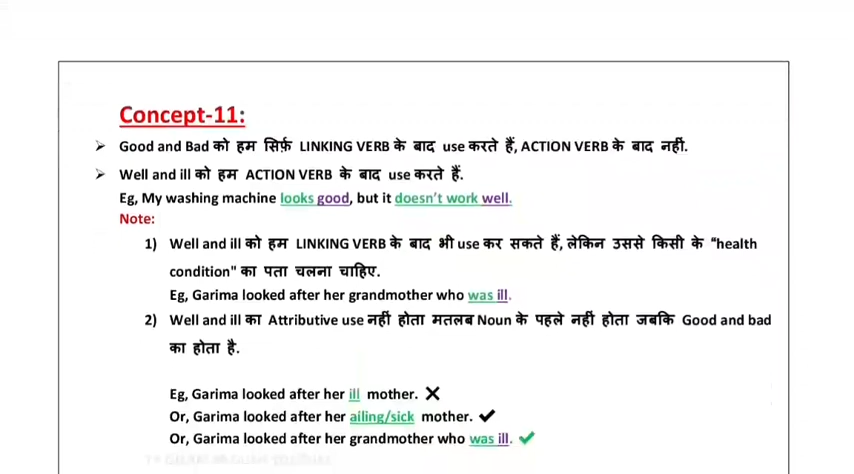 Concept-11:
➢ Good and Bad को हम सिर्फ़ LINKING VERB के बाद use करते हैं, ACTION VERB के बाद नहीं.
➢ Well and ill को हम ACTION VERB के बाद use करते हैं.
Eg, My washing machine looks good, but it doesn't work well.
Note:
1) Well and ill को हम LINKING VERB के बाद भी use कर सकते हैं, लेकिन उससे किसी के “health
condition" का पता चलना चाहिए.
Eg, Garima looked after her grandmother who was ill.
2) Well and ill का Attributive use नहीं होता मतलब Noun के पहले नहीं होता जबकि Good and bad
का होता है.
Eg, Garima looked after her ill mother. ✕
Or, Garima looked after her ailing/sick mother. ✔
Or, Garima looked after her grandmother who was ill. ✔